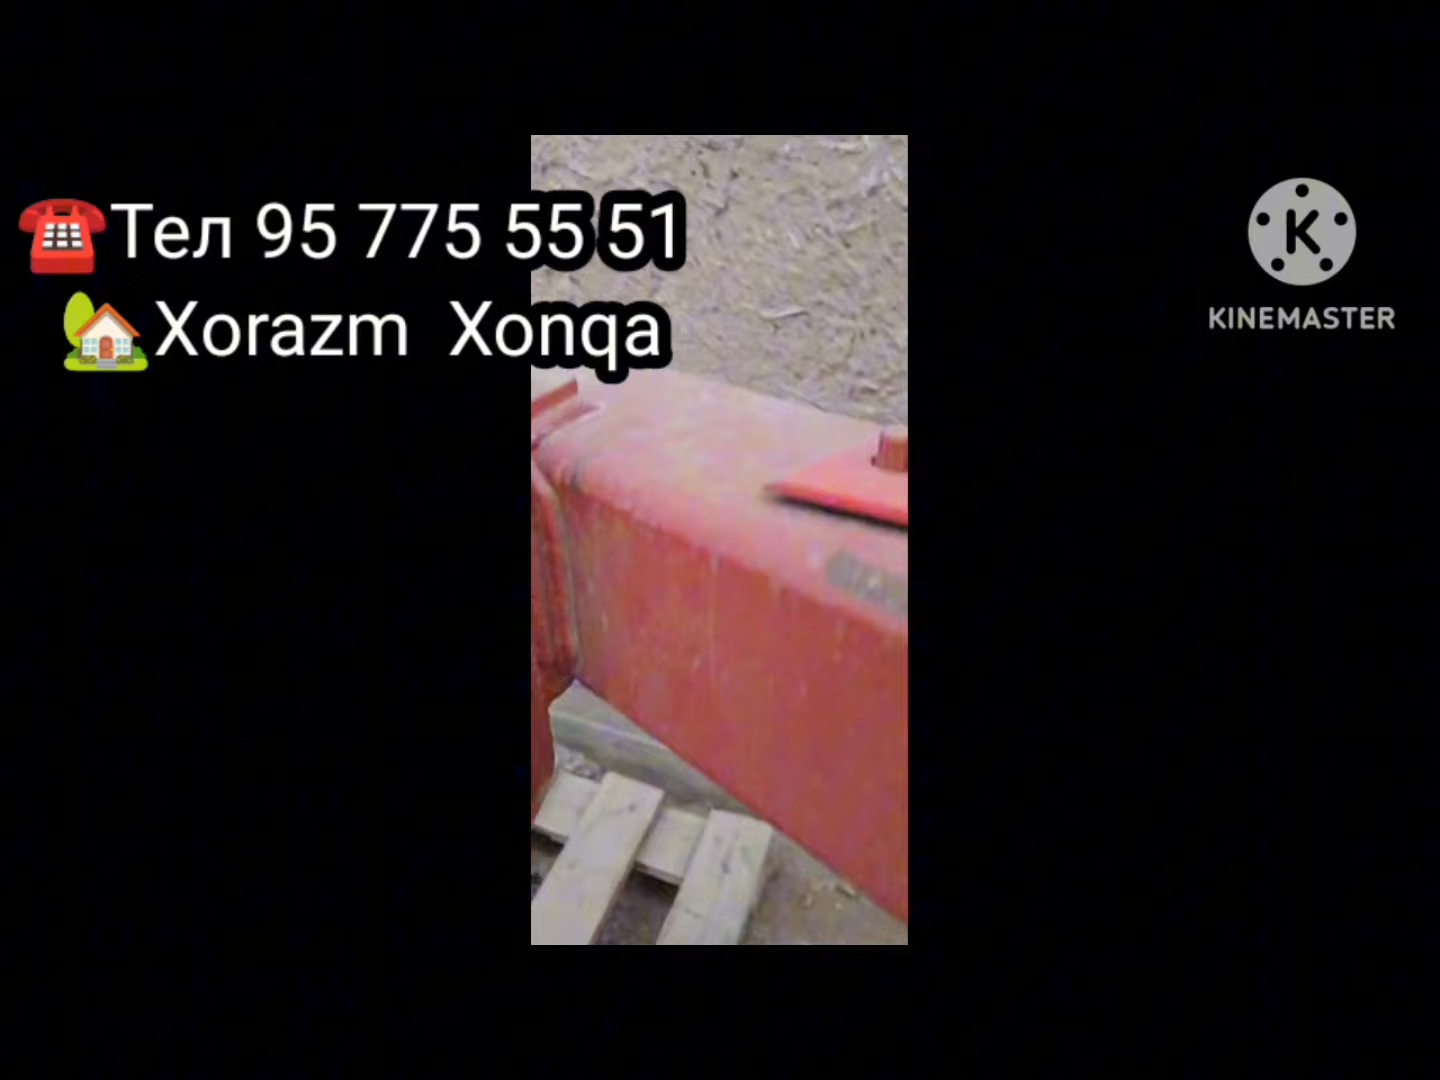 ☎️Тел 95 775 55 51
🏡Xorazm Xonqa
KINEMASTER